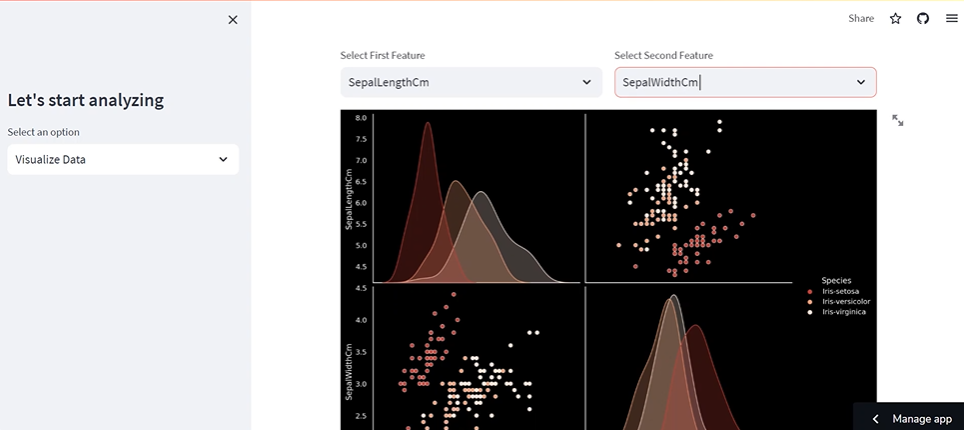 Share
Let's start analyzing
Select an option
Visualize Data
Select First Feature
Select Second Feature
SepalLengthCm
SepalWidthCm
8.0
7.5
7.0
6.5
6.0
5.5
5.0
4.5
SepalLengthCm
Species
Iris-setosa
Iris-versicolor
Iris-virginica
4.5
4.0
3.5
3.0
2.5
SepalWidthCm
Manage app